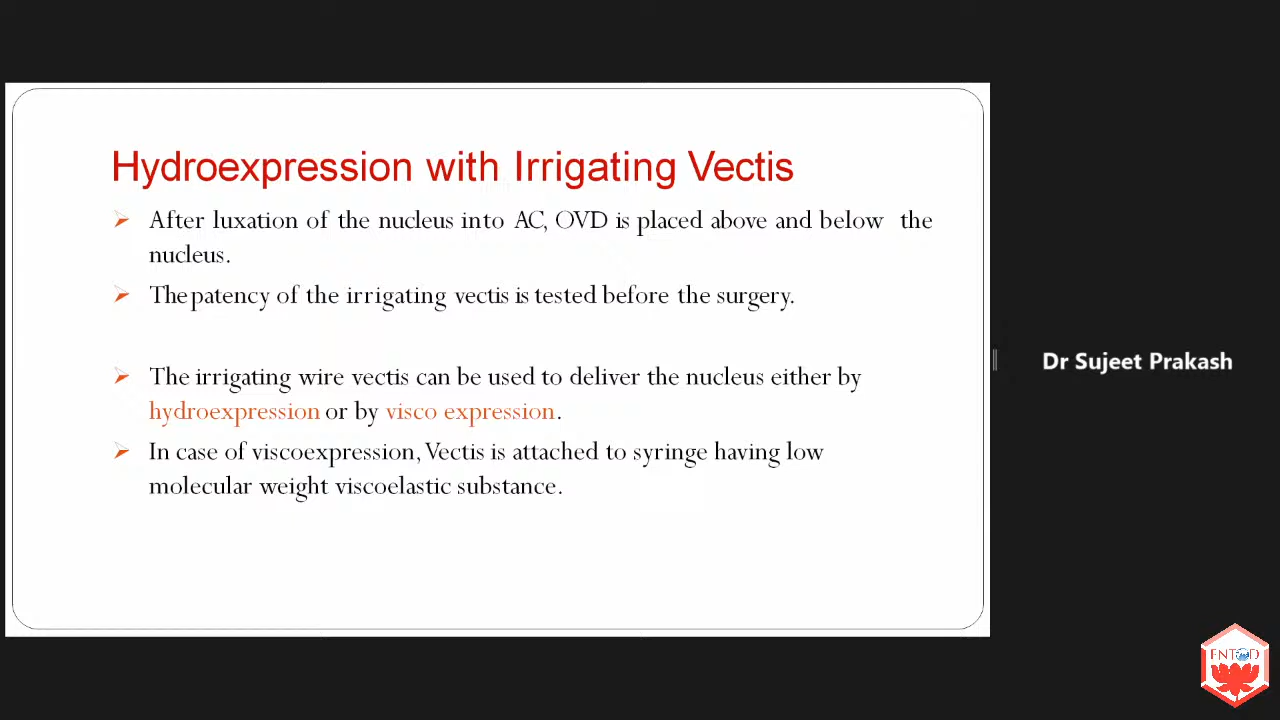 Hydroexpression with Irrigating Vectis
After luxation of the nucleus into AC, OVD is placed above and below the
nucleus.
The patency of the irrigating vectis is tested before the surgery.
The irrigating wire vectis can be used to deliver the nucleus either by
hydroexpression or by visco expression.
In case of viscoexpression, Vectis is attached to syringe having low
molecular weight viscoelastic substance.
Dr Sujeet Prakash
ENTOD